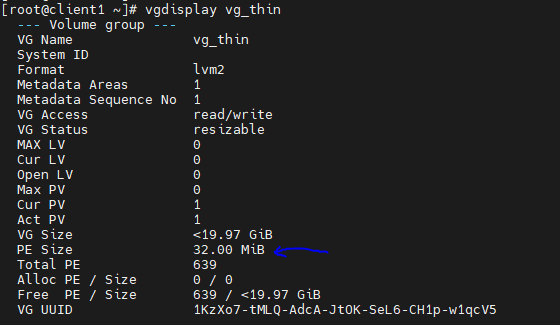 [root@client1 ~]# vgdisplay vg_thin
--- Volume group ---
VG Name vg_thin
System ID
Format lvm2
Metadata Areas 1
Metadata Sequence No 1
VG Access read/write
VG Status resizable
MAX LV 0
Cur LV 0
Open LV 0
Max PV 0
Cur PV 1
Act PV 1
VG Size <19.97 GiB
PE Size 32.00 MiB
Total PE 639
Alloc PE / Size 0 / 0
Free PE / Size 639 / <19.97 GiB
VG UUID 1KzXo7-tMLQ-AdcA-JtOK-SeL6-CH1p-w1qcV5